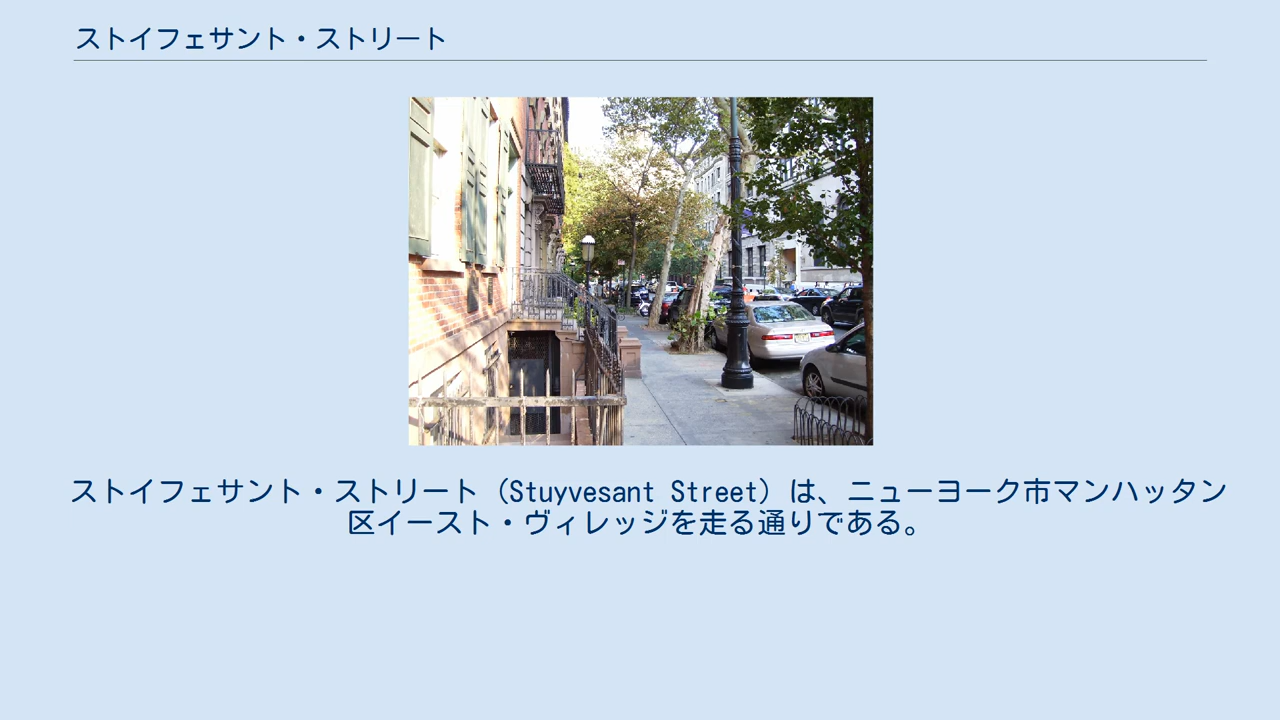 ストイフェサント・ストリート
ストイフェサント・ストリート（Stuyvesant Street）は、ニューヨーク市マンハッタン
区イースト・ヴィレッジを走る通りである。